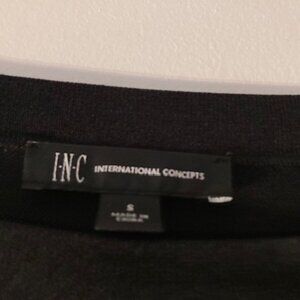 I·N·C INTERNATIONAL CONCEPTS
S
MADE IN
CHINA